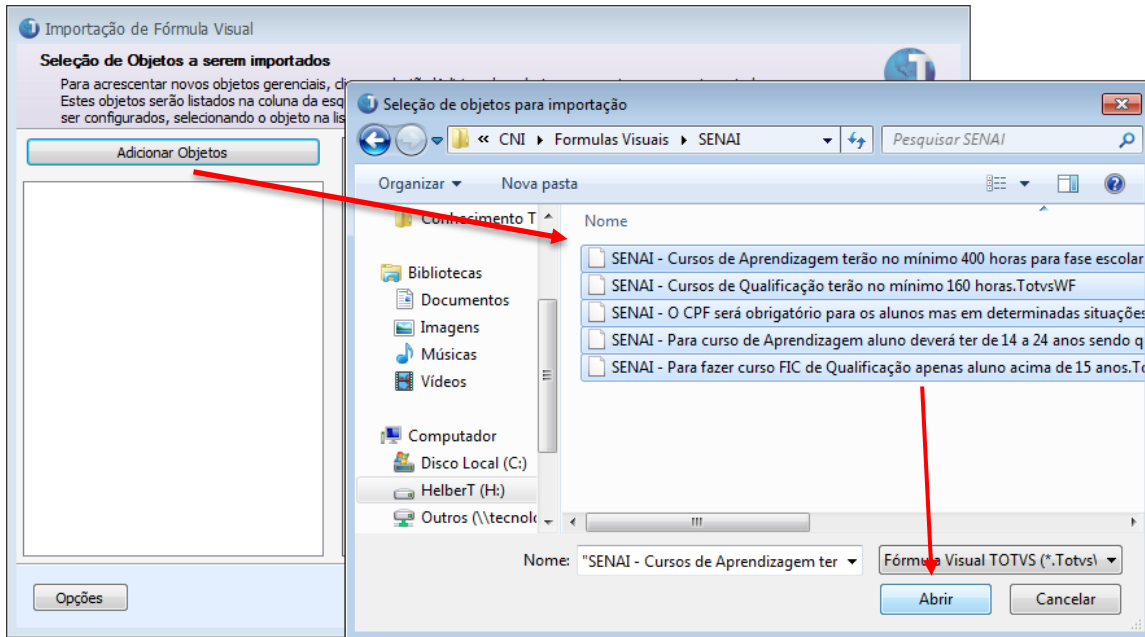 Importação de Fórmula Visual
Seleção de Objetos a serem importados
Para acrescentar novos objetos gerenciais,
Estes objetos serão listados na coluna da esq
ser configurados, selecionando o objeto na lis
Adicionar Objetos
Opções
Seleção de objetos para importação
« CNI Formulas Visuais SENAI
Pesquisar SENAI
Organizar Nova pasta
Conhecimento T
Bibliotecas
Documentos
Imagens
Músicas
Vídeos
Computador
Disco Local (C:)
HelberT (H:)
Outros (\\tecnolo
Nome
SENAI - Cursos de Aprendizagem terão no mínimo 400 horas para fase escolar
SENAI - Cursos de Qualificação terão no mínimo 160 horas.TotvsWF
SENAI - O CPF será obrigatório para os alunos mas em determinadas situações
SENAI - Para curso de Aprendizagem aluno deverá ter de 14 a 24 anos sendo q
SENAI - Para fazer curso FIC de Qualificação apenas aluno acima de 15 anos.To
Nome: "SENAI - Cursos de Aprendizagem ter
Fórmula Visual TOTVS (*.Totvs\
Abrir Cancelar